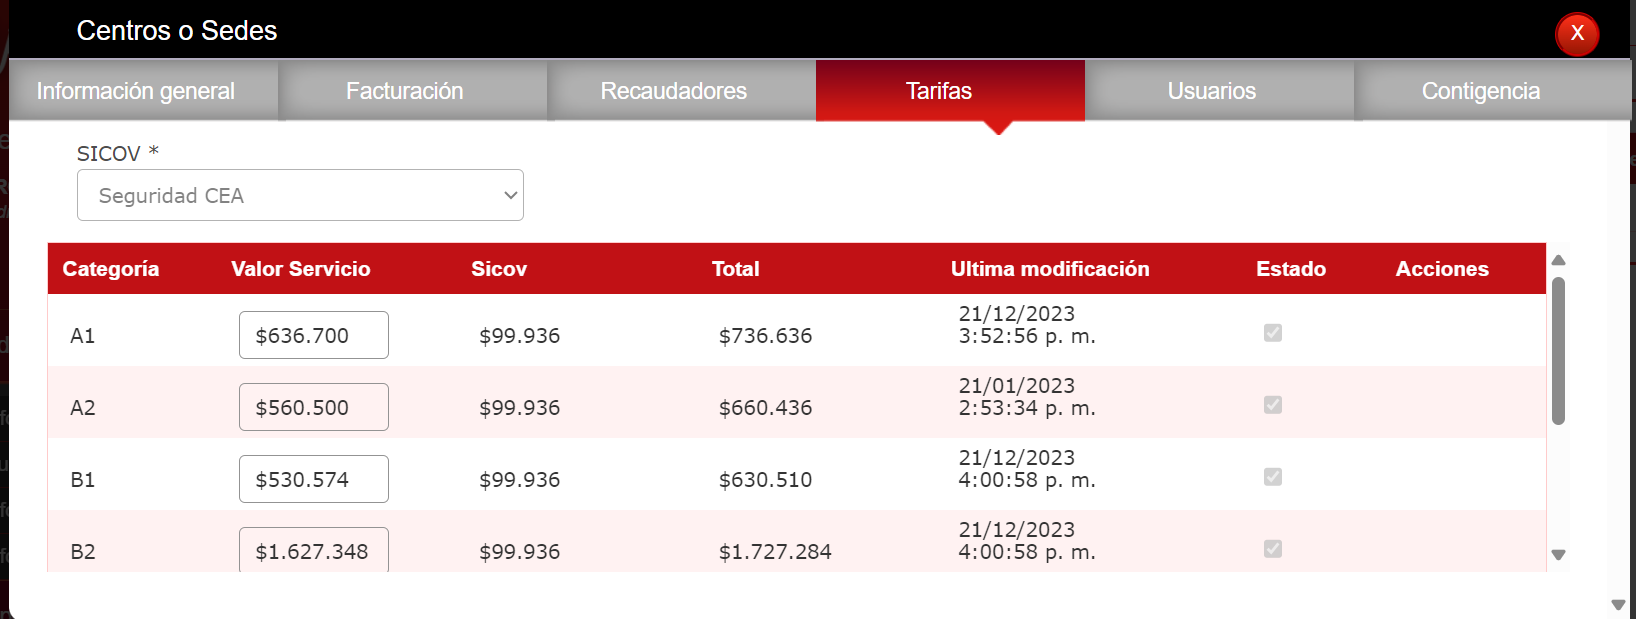 Centros o Sedes
X
Información general
Facturación
Recaudadores
Tarifas
Usuarios
Contigencia
SICOV *
Seguridad CEA
Categoría Valor Servicio Sicov Total Ultima modificación Estado Acciones
A1 $636.700 $99.936 $736.636 21/12/2023
3:52:56 p. m.
A2 $560.500 $99.936 $660.436 21/01/2023
2:53:34 p. m.
B1 $530.574 $99.936 $630.510 21/12/2023
4:00:58 p. m.
B2 $1.627.348 $99.936 $1.727.284 21/12/2023
4:00:58 p. m.